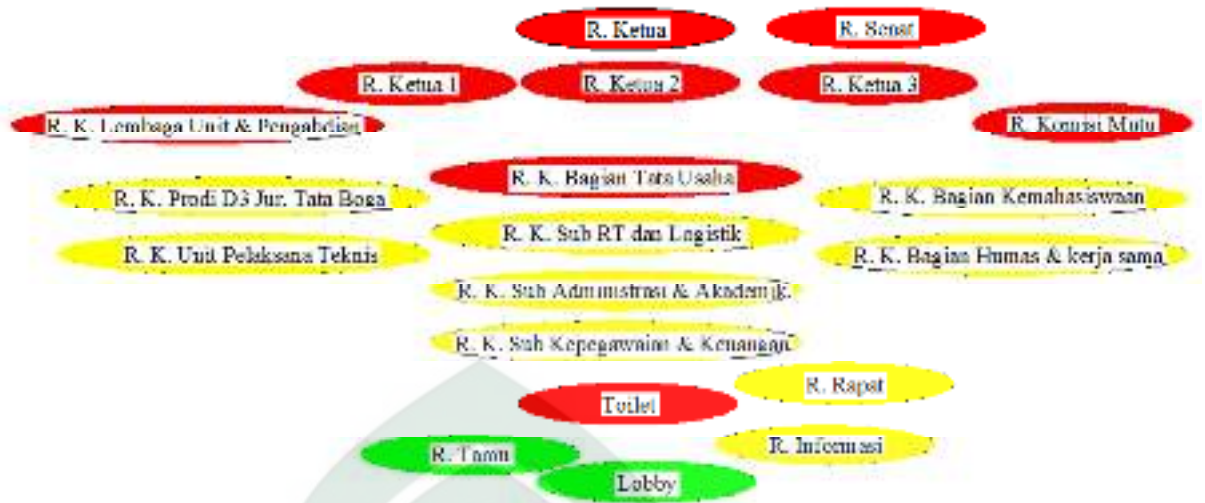 R. Ketua
R. Senat
R. Ketua 1
R. Ketua 2
R. Ketua 3
R. K. Lembaga Unit & Pengabdian
R. Komisi Mutu
R. K. Bagian Tata Usaha
R. K. Prodi D3 Jur. Tata Boga
R. K. Bagian Kemahasiswaan
R. K. Sub RT dan Logistik
R. K. Unit Pelaksana Teknis
R. K. Bagian Humas & kerja sama
R. K. Sub Administrasi & Akademik.
R. K. Sub Kepegawaian & Keuangan
R. Rapat
Toilet
R. Informasi
R. Tamu
Lobby